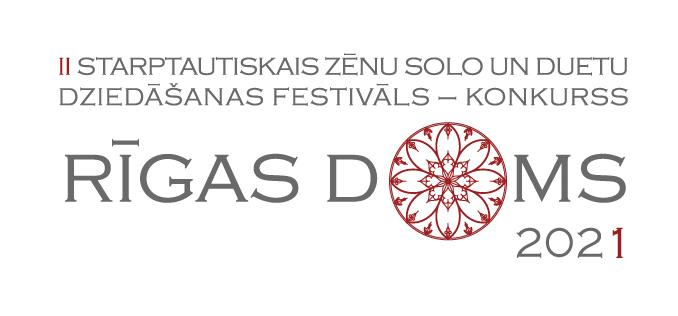 II STARPTAUTISKAIS ZĒNU SOLO UN DUETU
DZIEDĀŠANAS FESTIVĀLS – KONKURSS
RĪGAS DOMS
2021